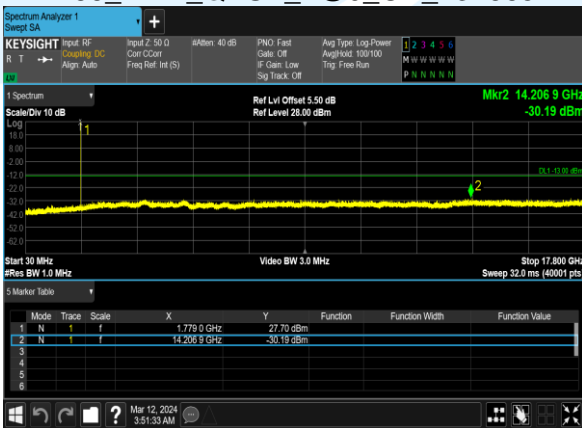 Spectrum Analyzer 1
Swept SA
+
KEYSIGHT
R T
LW
Input: RF
Coupling: DC
Align: Auto
Input Z: 50 Ω
Corr CCorr
Freq Ref: Int (S)
#Atten: 40 dB
PNO: Fast
Gate: Off
IF Gain: Low
Sig Track: Off
Avg Type: Log-Power
Avg|Hold: 100/100
Trig: Free Run
1 2 3 4 5 6
M W W W W W
P N N N N N
1 Spectrum
Scale/Div 10 dB
Ref Lvl Offset 5.50 dB
Ref Level 28.00 dBm
Mkr2 14.206 9 GHz
-30.19 dBm
Log
18.0
8.00
-2.00
-12.0
-22.0
-32.0
-42.0
-52.0
-62.0
1
2
DL1 -13.00 dBm
Start 30 MHz
#Res BW 1.0 MHz
Video BW 3.0 MHz
Stop 17.800 GHz
Sweep 32.0 ms (40001 pts
5 Marker Table
Mode Trace Scale X Y Function Function Width Function Value
1 N 1 f 1.779 0 GHz 27.70 dBm
2 N 1 f 14.206 9 GHz -30.19 dBm
3
4
5
6
?
Mar 12, 2024
3:51:33 AM